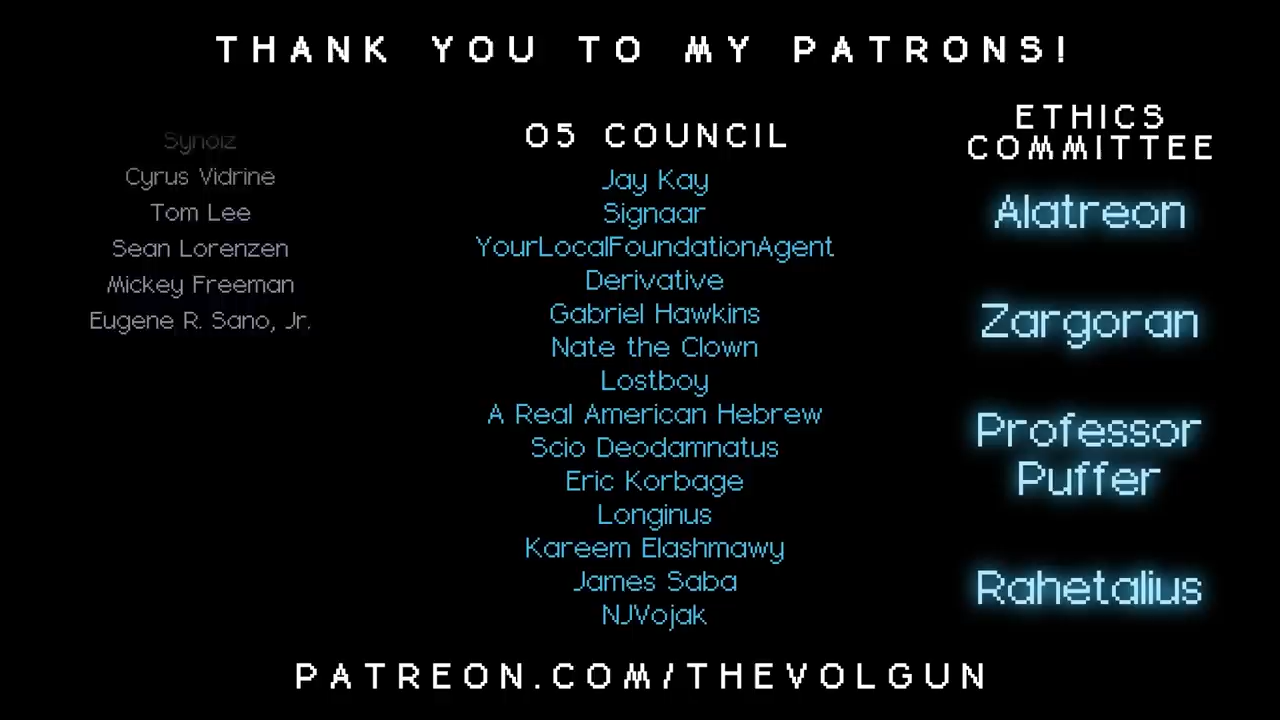 THANK YOU TO MY PATRONS!
Synoiz
Cyrus Vidrine
Tom Lee
Sean Lorenzen
Mickey Freeman
Eugene R. Sano, Jr.
O5 COUNCIL
Jay Kay
Signaar
YourLocalFoundationAgent
Derivative
Gabriel Hawkins
Nate the Clown
Lostboy
A Real American Hebrew
Scio Deodamnatus
Eric Korbage
Longinus
Kareem Elashmawy
James Saba
NJVojak
ETHICS
COMMITTEE
Alatreon
Zargoran
Professor
Puffer
Rahetalius
PATREON.COM/THEVOLGUN